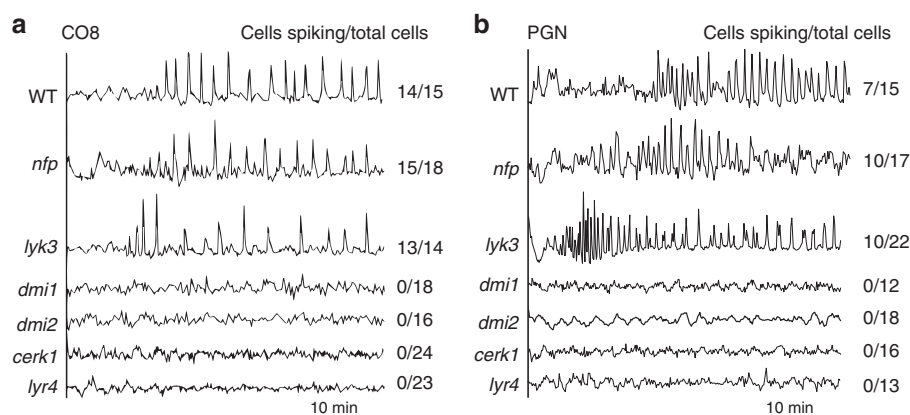 a CO8 Cells spiking/total cells
WT 14/15
nfp 15/18
lyk3 13/14
dmi1 0/18
dmi2 0/16
cerk1 0/24
lyr4 0/23
10 min
b PGN Cells spiking/total cells
WT 7/15
nfp 10/17
lyk3 10/22
dmi1 0/12
dmi2 0/18
cerk1 0/16
lyr4 0/13
10 min